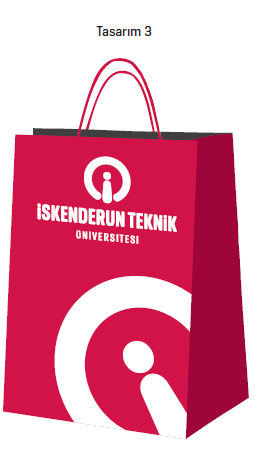 Tasarım 3
İSKENDERUN TEKNİK
ÜNİVERSİTESİ